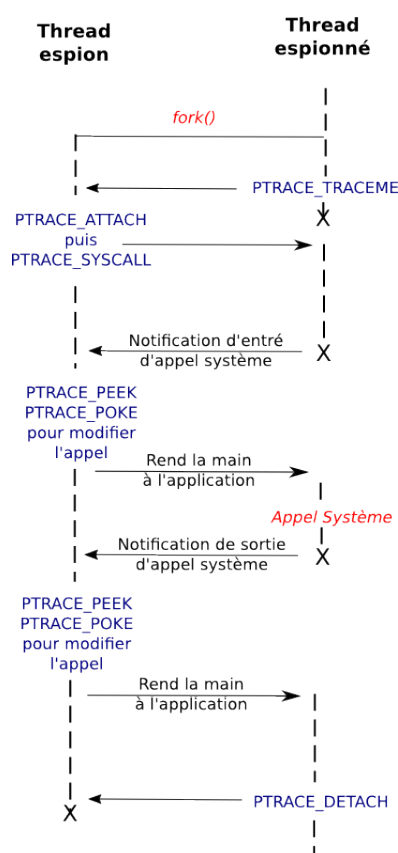 Thread
espion
Thread
espionné
fork()
PTRACE_TRACEME
X
PTRACE_ATTACH
puis
PTRACE_SYSCALL
Notification d'entré
d'appel système
X
PTRACE_PEEK
PTRACE_POKE
pour modifier
l'appel
Rend la main
à l'application
Appel Système
Notification de sortie
d'appel système
X
PTRACE_PEEK
PTRACE_POKE
pour modifier
l'appel
Rend la main
à l'application
PTRACE_DETACH
X